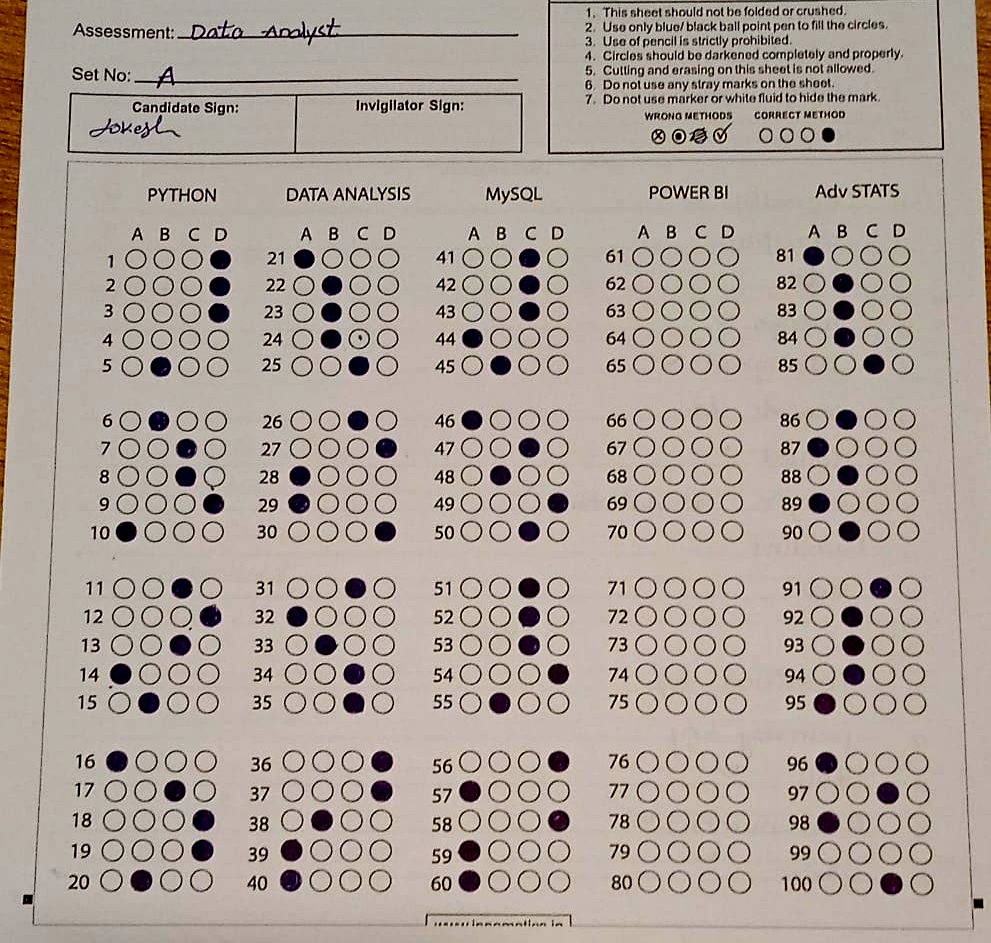 Assessment: Data Analyst
Set No: A
Candidate Sign:
Jokesh
Invigilator Sign:
1. This sheet should not be folded or crushed.
2. Use only blue/ black ball point pen to fill the circles.
3. Use of pencil is strictly prohibited.
4. Circles should be darkened completely and properly.
5. Cutting and erasing on this sheet is not allowed.
6. Do not use any stray marks on the sheet.
7. Do not use marker or white fluid to hide the mark.
WRONG METHODS CORRECT METHOD
PYTHON DATA ANALYSIS MySQL POWER BI Adv STATS
A B C D A B C D A B C D A B C D A B C D
1 21 41 61 81
2 22 42 62 82
3 23 43 63 83
4 24 44 64 84
5 25 45 65 85
6 26 46 66 86
7 27 47 67 87
8 28 48 68 88
9 29 49 69 89
10 30 50 70 90
11 31 51 71 91
12 32 52 72 92
13 33 53 73 93
14 34 54 74 94
15 35 55 75 95
16 36 56 76 96
17 37 57 77 97
18 38 58 78 98
19 39 59 79 99
20 40 60 80 100